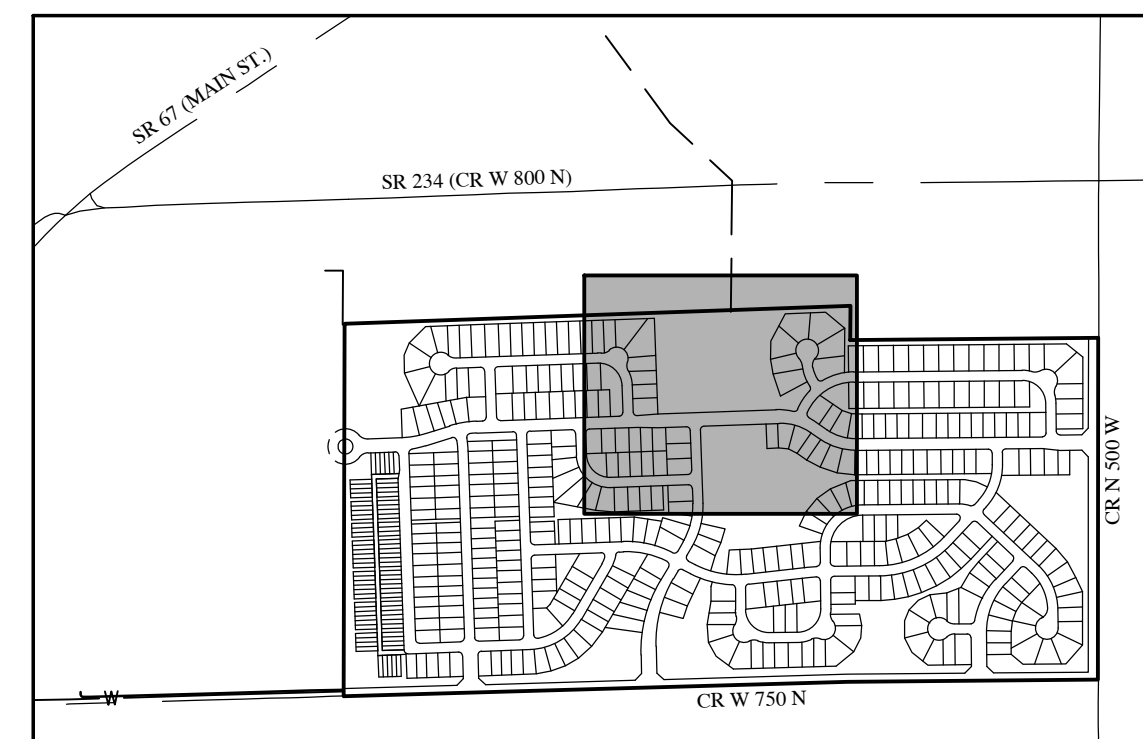 SR 67 (MAIN ST.)
SR 234 (CR W 800 N)
CR N 500 W
W
CR W 750 N